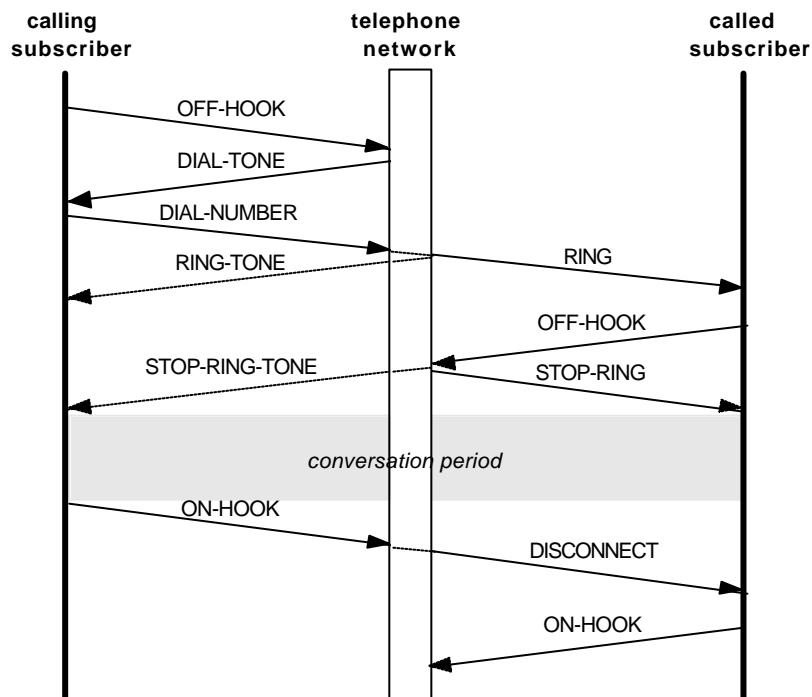 calling
subscriber
telephone
network
called
subscriber
OFF-HOOK
DIAL-TONE
DIAL-NUMBER
RING-TONE
RING
OFF-HOOK
STOP-RING-TONE
STOP-RING
conversation period
ON-HOOK
DISCONNECT
ON-HOOK